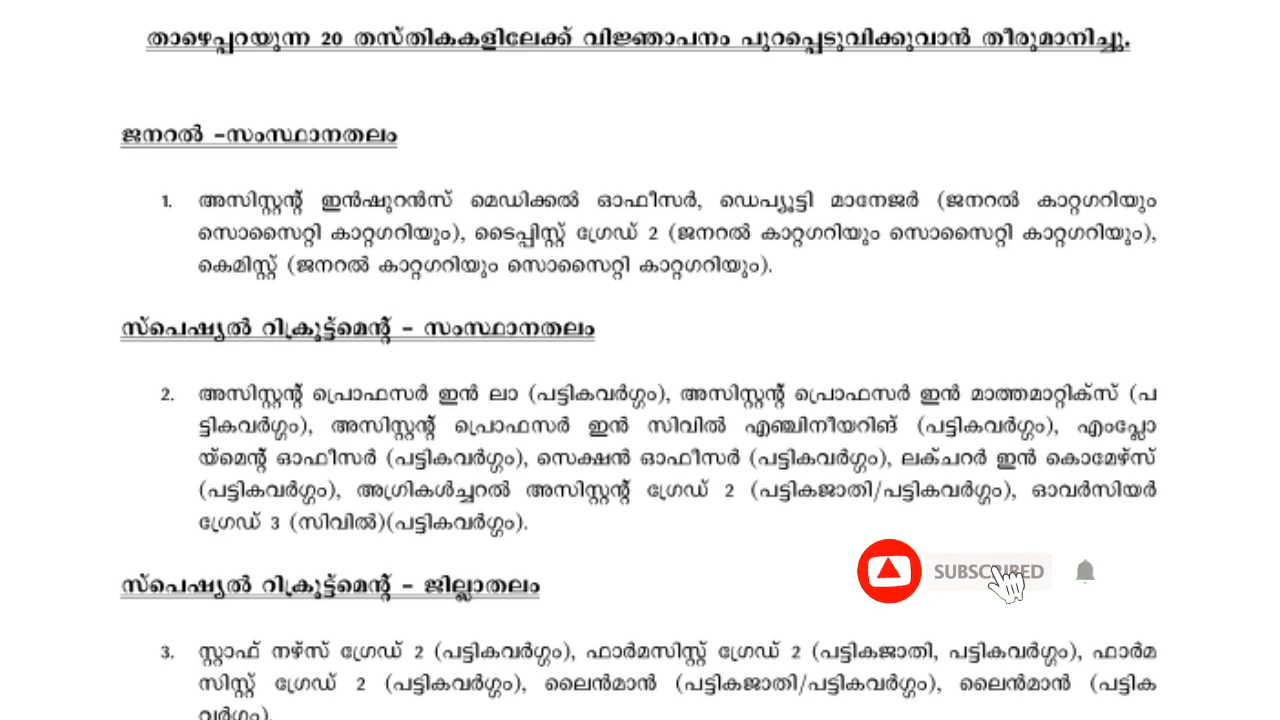 താഴെപ്പറയുന്ന 20 തസ്തികകളിലേക്ക് വിജ്ഞാപനം പുറപ്പെടുവിക്കുവാൻ തീരുമാനിച്ചു.
ജനറൽ -സംസ്ഥാനതലം
1. അസിസ്റ്റന്റ് ഇൻഷുറൻസ് മെഡിക്കൽ ഓഫീസർ, ഡെപ്യൂട്ടി മാനേജർ (ജനറൽ കാറ്റഗറിയും
സൊസൈറ്റി കാറ്റഗറിയും), ടൈപ്പിസ്റ്റ് ഗ്രേഡ് 2 (ജനറൽ കാറ്റഗറിയും സൊസൈറ്റി കാറ്റഗറിയും),
കെമിസ്റ്റ് (ജനറൽ കാറ്റഗറിയും സൊസൈറ്റി കാറ്റഗറിയും).
സ്പെഷ്യൽ റിക്രൂട്ട്മെന്റ് - സംസ്ഥാനതലം
2. അസിസ്റ്റന്റ് പ്രൊഫസർ ഇൻ ലാ (പട്ടികവർഗ്ഗം), അസിസ്റ്റന്റ് പ്രൊഫസർ ഇൻ മാത്തമാറ്റിക്സ് (പ
ട്ടികവർഗ്ഗം), അസിസ്റ്റന്റ് പ്രൊഫസർ ഇൻ സിവിൽ എഞ്ചിനീയറിങ് (പട്ടികവർഗ്ഗം), എംപ്ലോ
യ്മെന്റ് ഓഫീസർ (പട്ടികവർഗ്ഗം), സെക്ഷൻ ഓഫീസർ (പട്ടികവർഗ്ഗം), ലക്ചറർ ഇൻ കൊമേഴ്സ്
(പട്ടികവർഗ്ഗം), അഗ്രികൾച്ചറൽ അസിസ്റ്റന്റ് ഗ്രേഡ് 2 (പട്ടികജാതി/പട്ടികവർഗ്ഗം), ഓവർസിയർ
ഗ്രേഡ് 3 (സിവിൽ)(പട്ടികവർഗ്ഗം).
SUBSCRIBED
സ്പെഷ്യൽ റിക്രൂട്ട്മെന്റ് - ജില്ലാതലം
3. സ്റ്റാഫ് നഴ്സ് ഗ്രേഡ് 2 (പട്ടികവർഗ്ഗം), ഫാർമസിസ്റ്റ് ഗ്രേഡ് 2 (പട്ടികജാതി, പട്ടികവർഗ്ഗം), ഫാർമ
സിസ്റ്റ് ഗ്രേഡ് 2 (പട്ടികവർഗ്ഗം), ലൈൻമാൻ (പട്ടികജാതി/പട്ടികവർഗ്ഗം), ലൈൻമാൻ (പട്ടിക
വർഗ്ഗം).